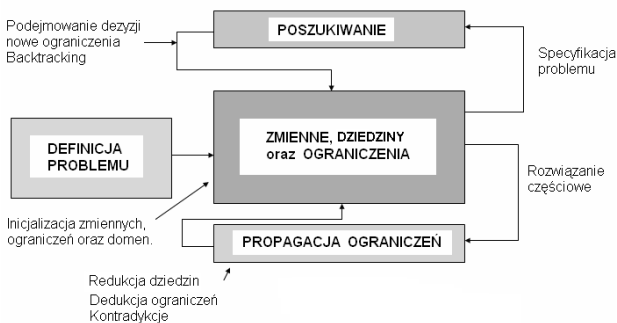 Podejmowanie dezyzji
nowe ograniczenia
Backtracking
POSZUKIWANIE
Specyfikacja
problemu
DEFINICJA
PROBLEMU
ZMIENNE, DZIEDZINY
oraz OGRANICZENIA
Rozwiązanie
częściowe
Inicjalizacja zmiennych,
ograniczeń oraz domen.
PROPAGACJA OGRANICZEŃ
Redukcja dziedzin
Dedukcja ograniczeń
Kontradykcje